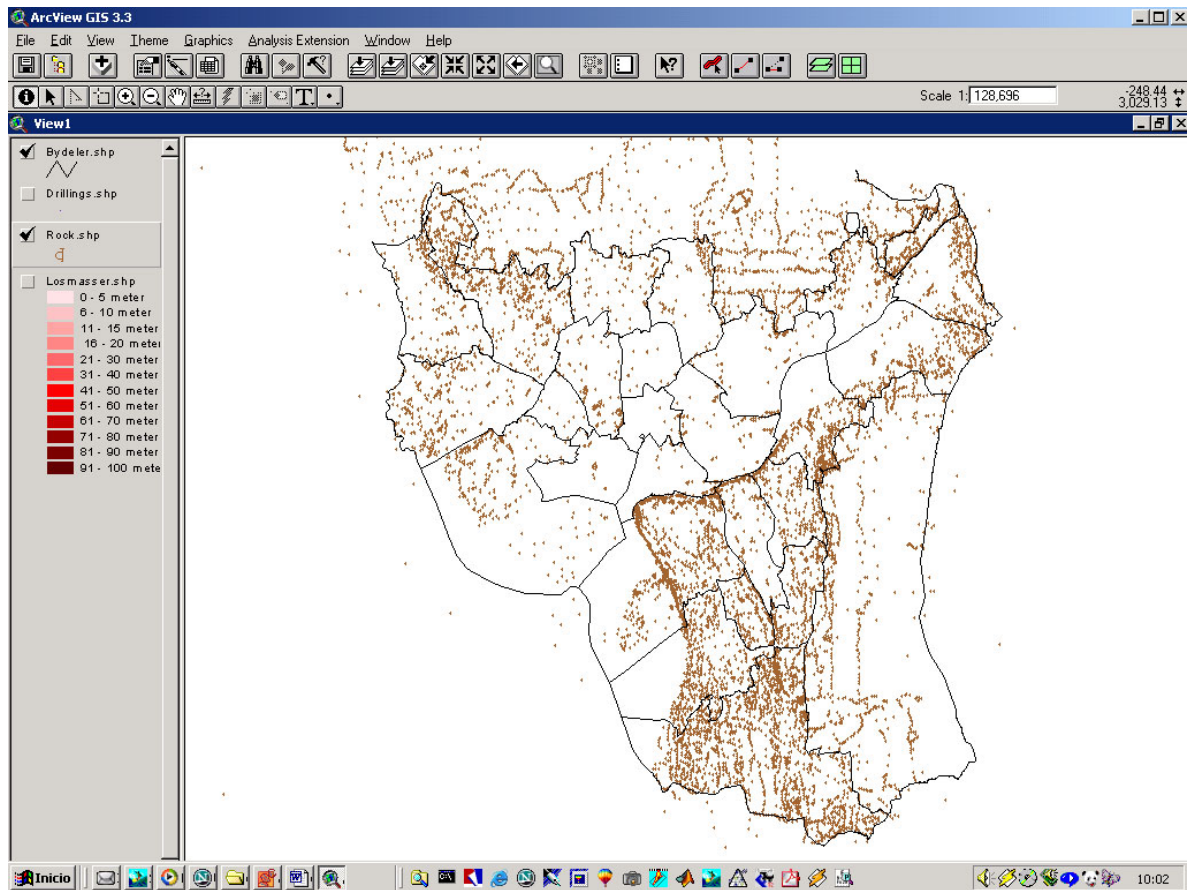 ArcView GIS 3.3
File Edit View Theme Graphics Analysis Extension Window Help
Scale 1: 128,696
-248.44
3,029.13
View1
Bydeler.shp
Drillings.shp
Rock.shp
Losmasser.shp
0 - 5 meter
6 - 10 meter
11 - 15 meter
16 - 20 meter
21 - 30 meter
31 - 40 meter
41 - 50 meter
51 - 60 meter
61 - 70 meter
71 - 80 meter
81 - 90 meter
91 - 100 mete
Inicio
10:02